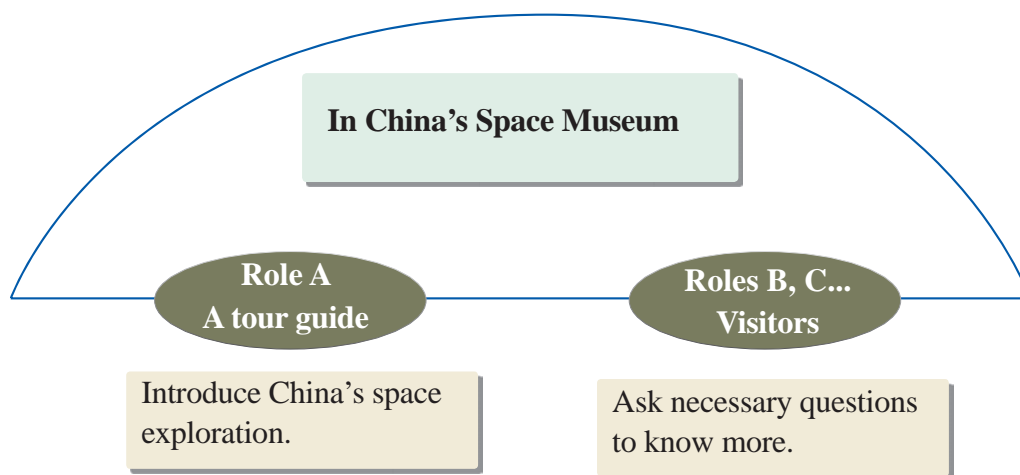 In China's Space Museum
Role A
A tour guide
Roles B, C...
Visitors
Introduce China's space
exploration.
Ask necessary questions
to know more.